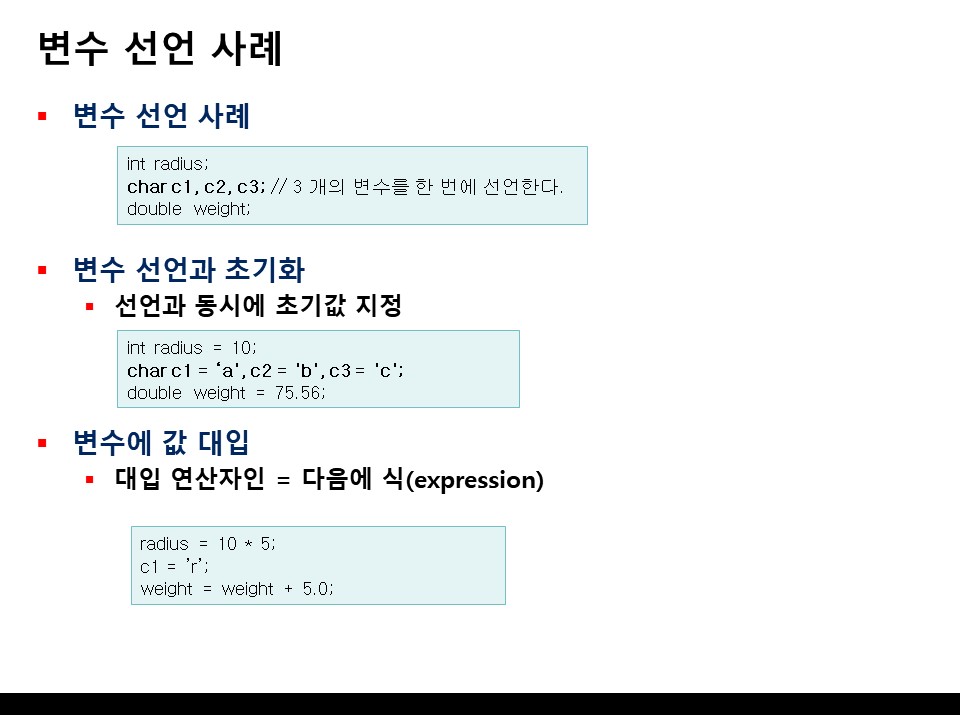 변수 선언 사례
▪ 변수 선언 사례
int radius;
char c1, c2, c3; // 3 개의 변수를 한 번에 선언한다.
double weight;
▪ 변수 선언과 초기화
▪ 선언과 동시에 초기값 지정
int radius = 10;
char c1 = ‘a', c2 = 'b', c3 = 'c';
double weight = 75.56;
▪ 변수에 값 대입
▪ 대입 연산자인 = 다음에 식(expression)
radius = 10 * 5;
c1 = ’r’;
weight = weight + 5.0;